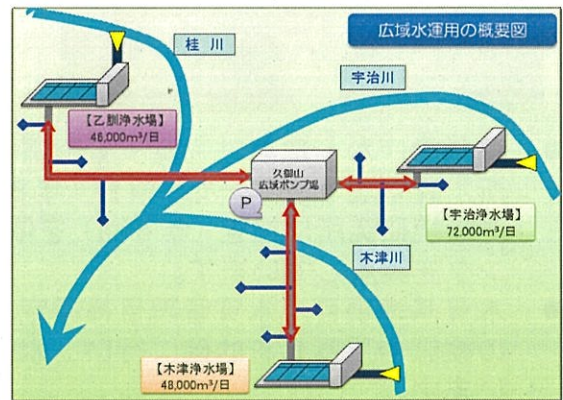 広域水運用の概要図
桂 川
宇治川
【乙訓浄水場】
46,000m³/日
久御山
広域ポンプ場
P
【宇治浄水場】
72,000m³/日
木津川
【木津浄水場】
48,000m³/日